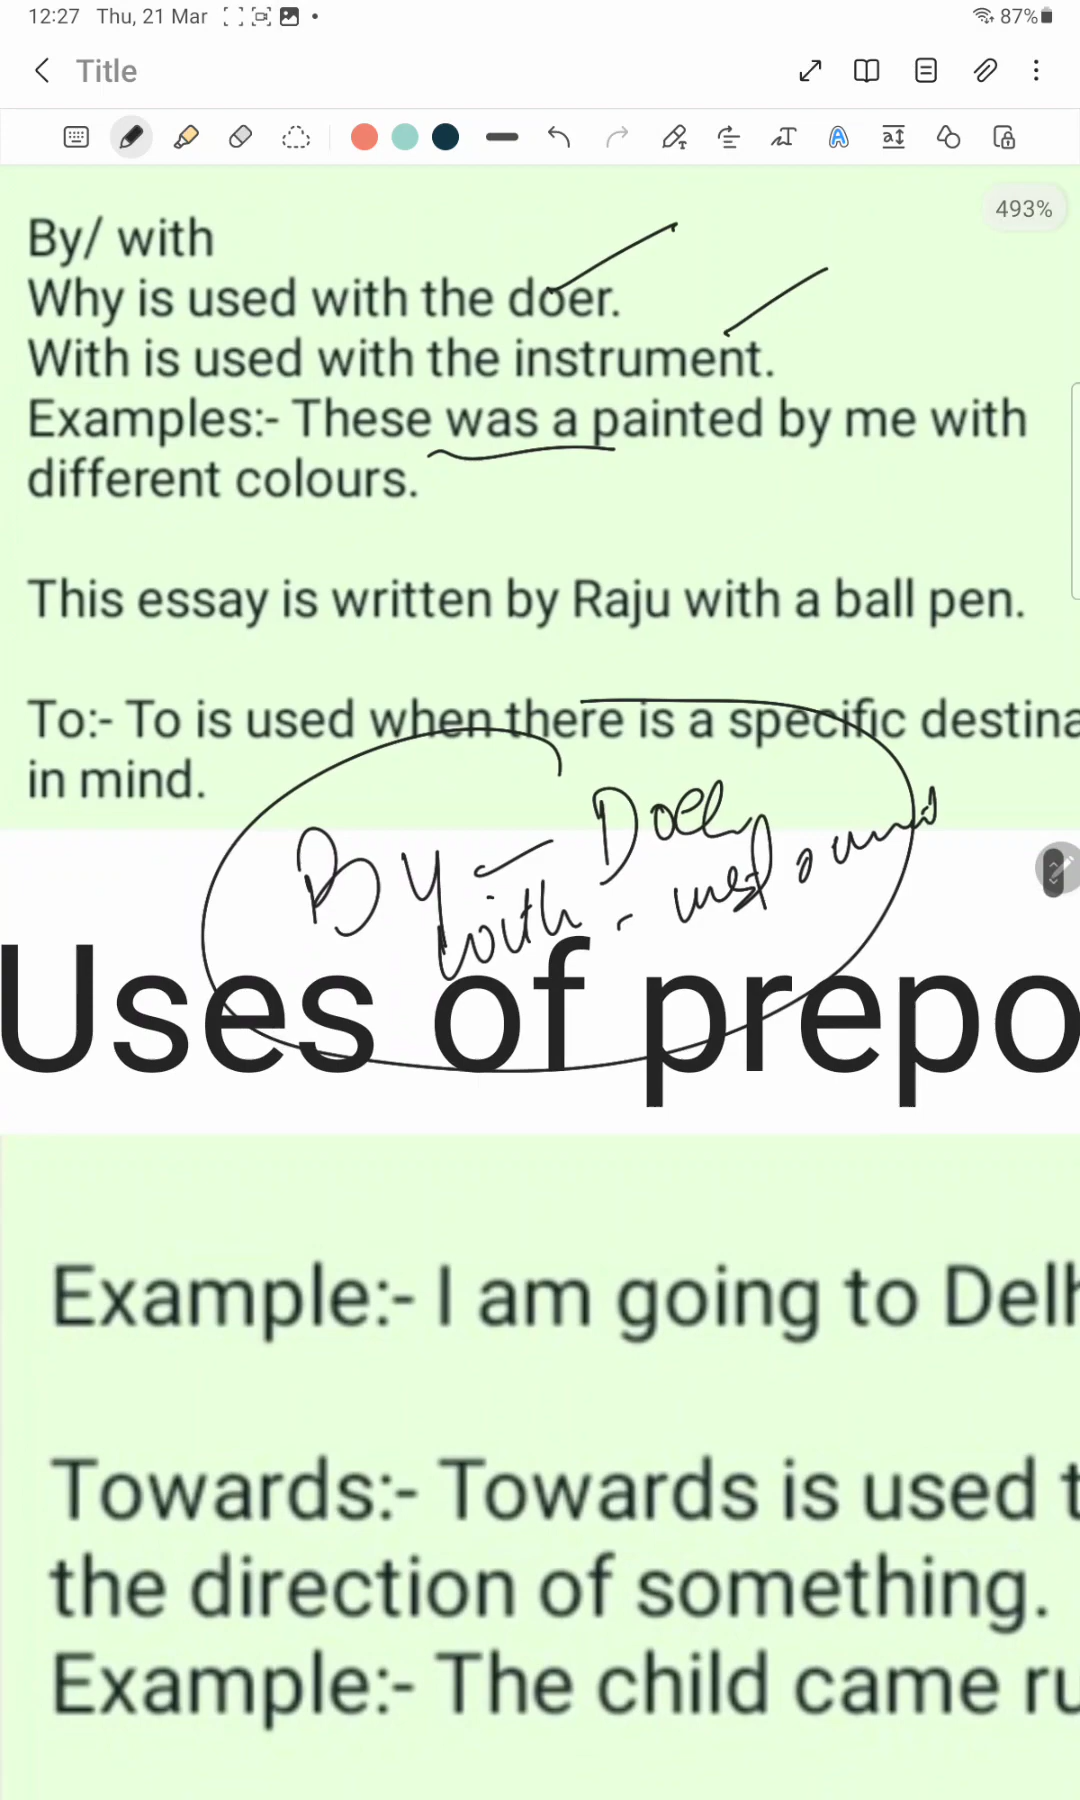 12:27 Thu, 21 Mar
87%
Title
493%
By/ with
Why is used with the doer.
With is used with the instrument.
Examples:- These was a painted by me with
different colours.
This essay is written by Raju with a ball pen.
To:- To is used when there is a specific destina
in mind.
By - Doer
with -
Uses of prepo
Example:- I am going to Delh
Towards:- Towards is used t
the direction of something.
Example:- The child came ru